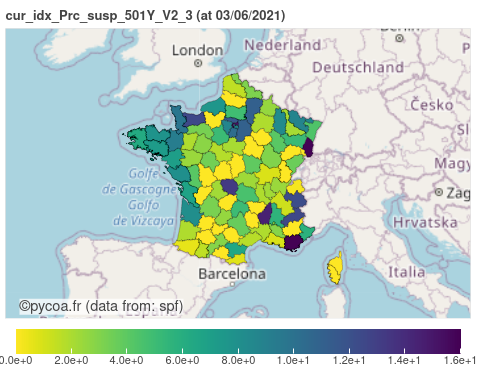 cur_idx_Prc_susp_501Y_V2_3 (at 03/06/2021)
London
Nederland
Berlin
Deutschland
Česko
Sl
Magy
Golfe
de Gascogne
Golfo
de Vizcaya
Zag
Hrvatska
Italia
Barcelona
©pycoa.fr (data from: spf)
0.0e+0 2.0e+0 4.0e+0 6.0e+0 8.0e+0 1.0e+1 1.2e+1 1.4e+1 1.6e+1